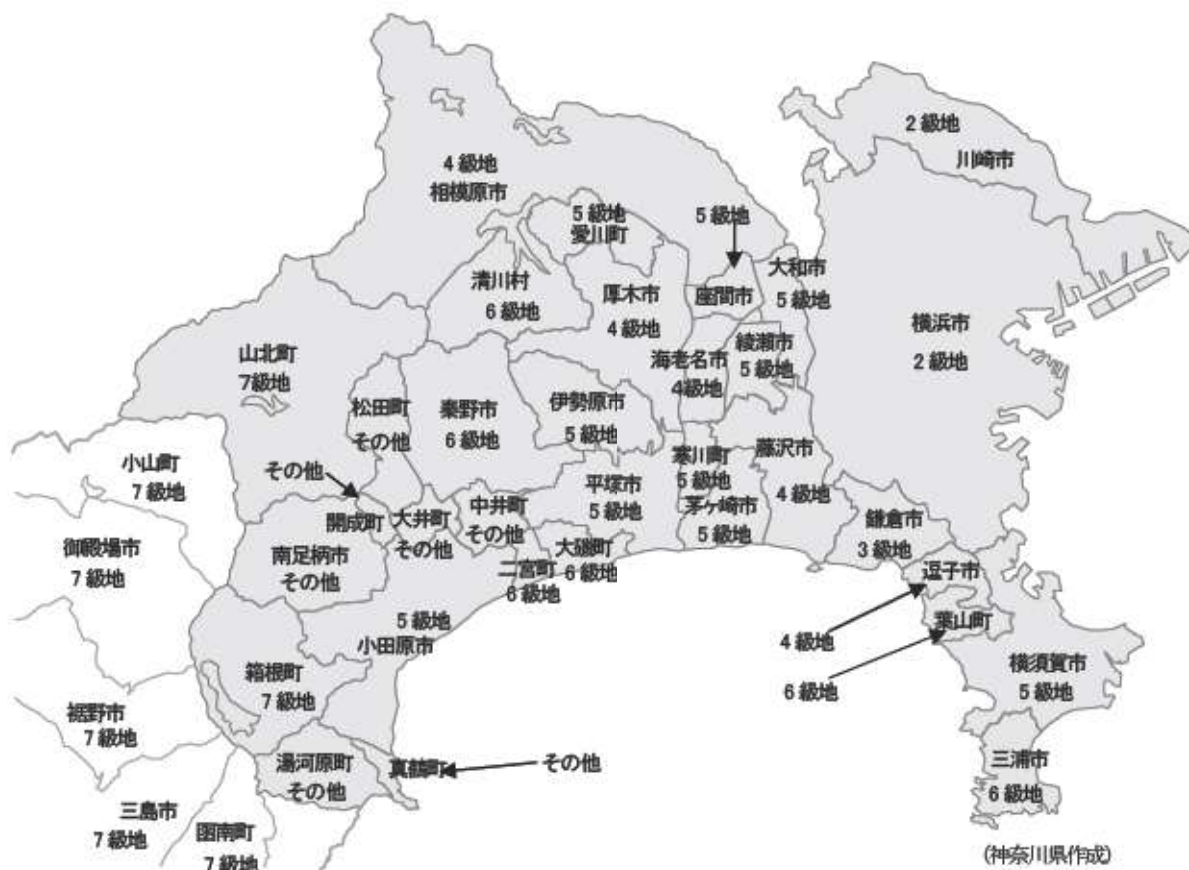 2 級地
川崎市
4 級地
相模原市
5 級地
愛川町
5 級地
座間市
大和市
5 級地
清川村
6 級地
厚木市
4 級地
横浜市
2 級地
海老名市
4級地
綾瀬市
5 級地
山北町
7級地
松田町
その他
秦野市
6 級地
伊勢原市
5 級地
寒川町
5 級地
藤沢市
4 級地
小山町
7 級地
その他
開成町
大井町
その他
中井町
その他
平塚市
5 級地
茅ヶ崎市
5 級地
鎌倉市
3 級地
御殿場市
7 級地
南足柄市
その他
二宮町
6 級地
大磯町
6 級地
逗子市
4 級地
葉山町
6 級地
5 級地
小田原市
箱根町
7 級地
横須賀市
5 級地
裾野市
7 級地
湯河原町
その他
真鶴町
その他
三浦市
6 級地
三島市
7 級地
函南町
7 級地
(神奈川県作成)